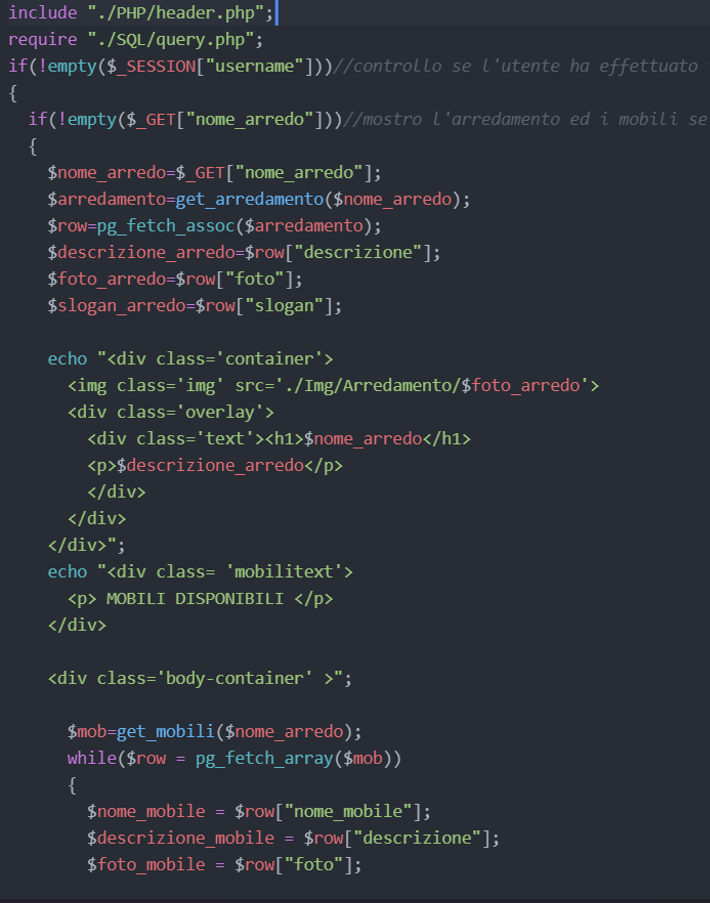 include "./PHP/header.php";
require "./SQL/query.php";
if(!empty($_SESSION["username"]))//controllo se l'utente ha effettuato
{
if(!empty($_GET["nome_arredo"]))//mostro l'arredamento ed i mobili se
{
$nome_arredo=$_GET["nome_arredo"];
$arredamento=get_arredamento($nome_arredo);
$row=pg_fetch_assoc($arredamento);
$descrizione_arredo=$row["descrizione"];
$foto_arredo=$row["foto"];
$slogan_arredo=$row["slogan"];
echo "<div class='container'>
<img class='img' src='./Img/Arredamento/$foto_arredo'>
<div class='overlay'>
<div class='text'><h1>$nome_arredo</h1>
<p>$descrizione_arredo</p>
</div>
</div>
</div>";
echo "<div class= 'mobilitext'>
<p> MOBILI DISPONIBILI </p>
</div>
<div class='body-container' >";
$mob=get_mobili($nome_arredo);
while($row = pg_fetch_array($mob))
{
$nome_mobile = $row["nome_mobile"];
$descrizione_mobile = $row["descrizione"];
$foto_mobile = $row["foto"];